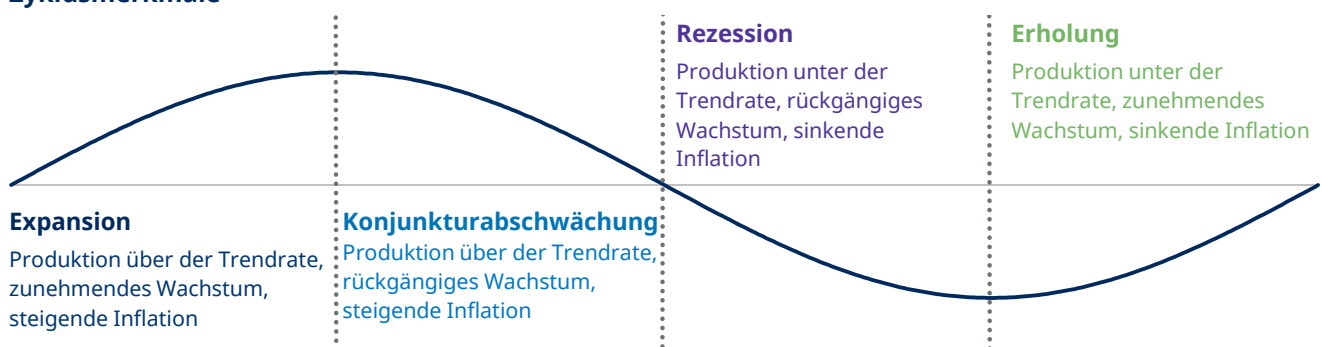 Zyklusmerkmale
Rezession
Produktion unter der
Trendrate, rückgängiges
Wachstum, sinkende
Inflation
Erholung
Produktion unter der
Trendrate, zunehmendes
Wachstum, sinkende Inflation
Expansion
Produktion über der Trendrate,
zunehmendes Wachstum,
steigende Inflation
Konjunkturabschwächung
Produktion über der Trendrate,
rückgängiges Wachstum,
steigende Inflation